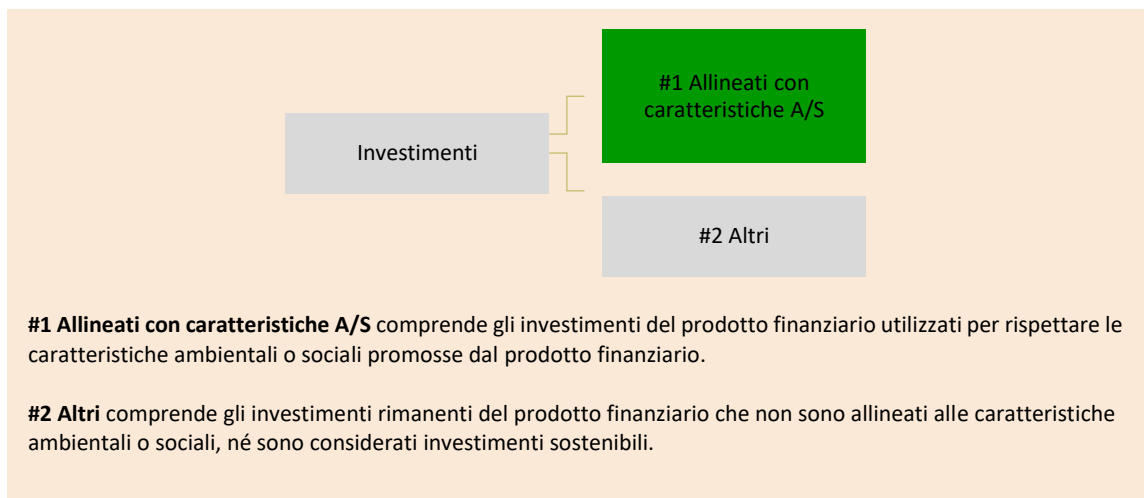 #1 Allineati con
caratteristiche A/S
Investimenti
#2 Altri
#1 Allineati con caratteristiche A/S comprende gli investimenti del prodotto finanziario utilizzati per rispettare le
caratteristiche ambientali o sociali promosse dal prodotto finanziario.
#2 Altri comprende gli investimenti rimanenti del prodotto finanziario che non sono allineati alle caratteristiche
ambientali o sociali, né sono considerati investimenti sostenibili.